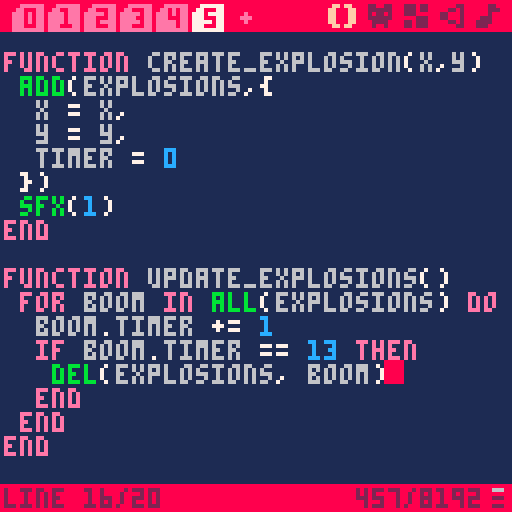 0 1 2 3 4 5 + ()
FUNCTION CREATE_EXPLOSION(X,Y)
 ADD(EXPLOSIONS,{
  X = X,
  Y = Y,
  TIMER = 0
 })
 SFX(1)
END
FUNCTION UPDATE_EXPLOSIONS()
 FOR BOOM IN ALL(EXPLOSIONS) DO
  BOOM.TIMER += 1
  IF BOOM.TIMER == 13 THEN
   DEL(EXPLOSIONS, BOOM)
  END
 END
END
LINE 16/20 457/8192